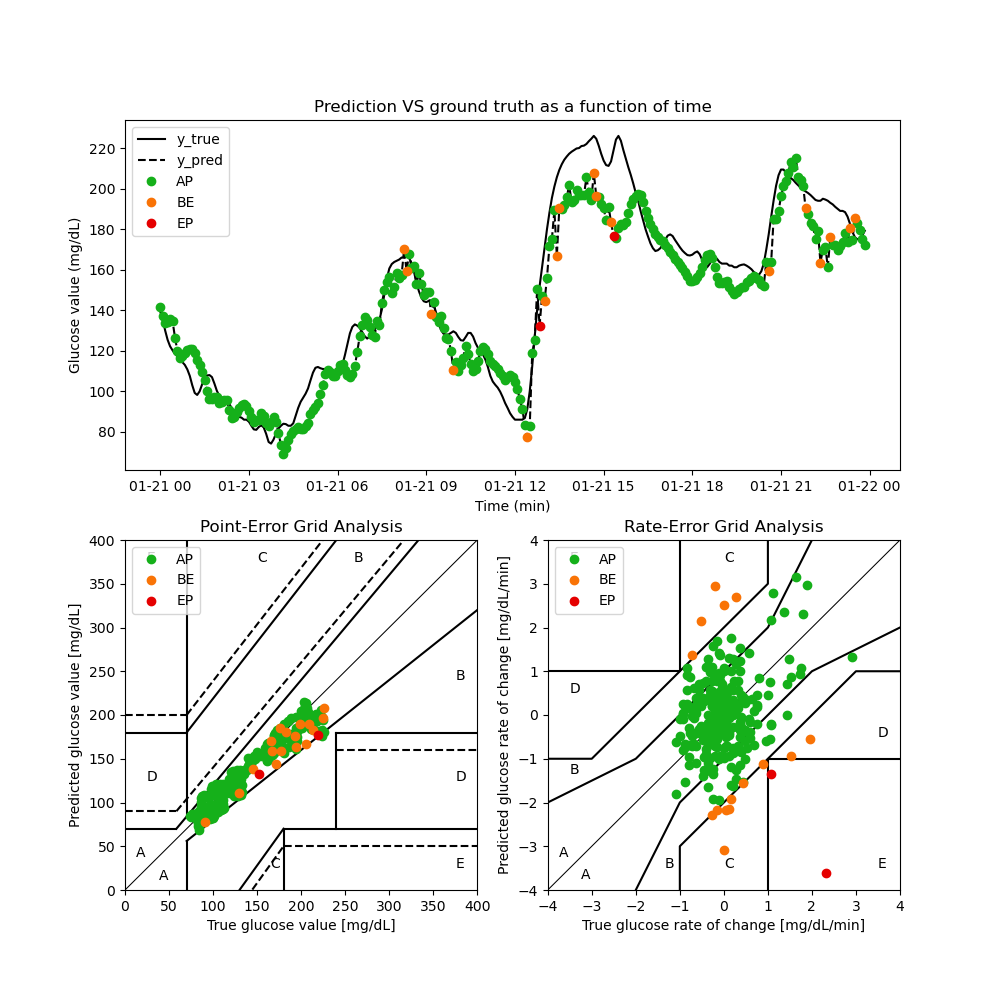 Prediction VS ground truth as a function of time
Glucose value (mg/dL)
220
200
180
160
140
120
100
80
y_true
y_pred
AP
BE
EP
01-21 00 01-21 03 01-21 06 01-21 09 01-21 12 01-21 15 01-21 18 01-21 21 01-22 00
Time (min)
Point-Error Grid Analysis
Predicted glucose value [mg/dL]
400
350
300
250
200
150
100
50
0
AP
BE
EP
C
B
B
D
D
A
A
C
E
0 50 100 150 200 250 300 350 400
True glucose value [mg/dL]
Rate-Error Grid Analysis
Predicted glucose rate of change [mg/dL/min]
4
3
2
1
0
−1
−2
−3
−4
AP
BE
EP
C
D
D
B
A
A
B
C
E
−4 −3 −2 −1 0 1 2 3 4
True glucose rate of change [mg/dL/min]